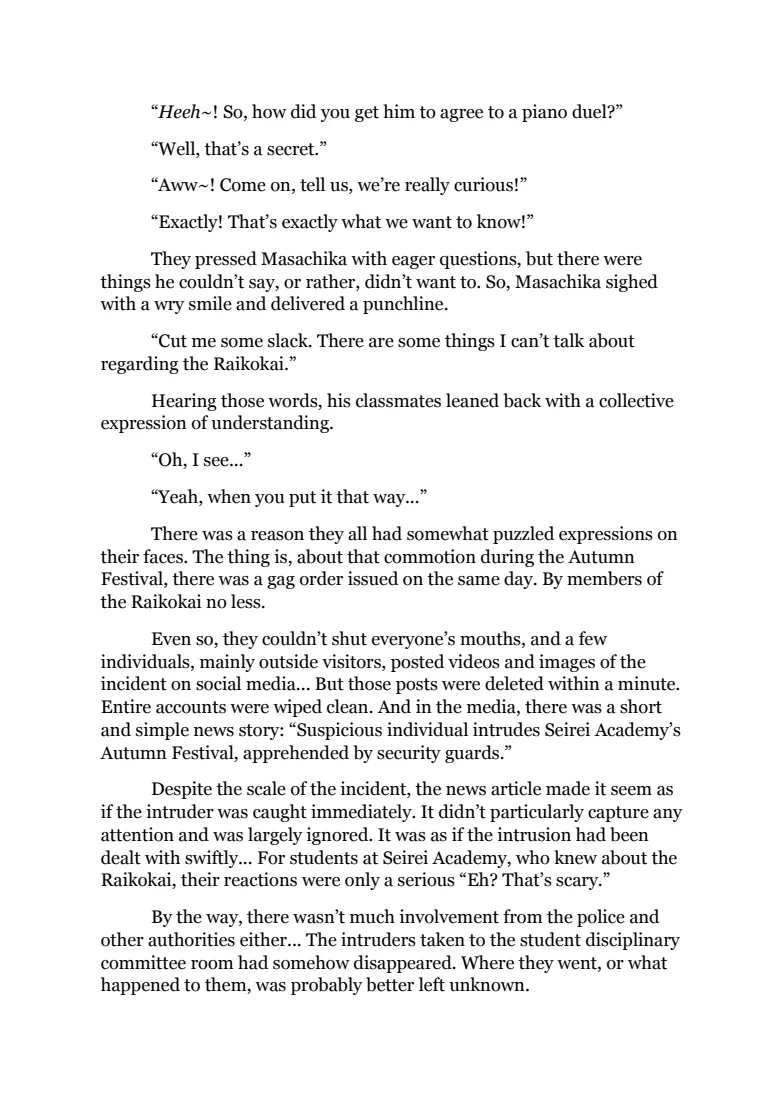 “Heeh~! So, how did you get him to agree to a piano duel?”
“Well, that’s a secret.”
“Aww~! Come on, tell us, we’re really curious!”
“Exactly! That’s exactly what we want to know!”
They pressed Masachika with eager questions, but there were
things he couldn’t say, or rather, didn’t want to. So, Masachika sighed
with a wry smile and delivered a punchline.
“Cut me some slack. There are some things I can’t talk about
regarding the Raikokai.”
Hearing those words, his classmates leaned back with a collective
expression of understanding.
“Oh, I see...”
“Yeah, when you put it that way...”
There was a reason they all had somewhat puzzled expressions on
their faces. The thing is, about that commotion during the Autumn
Festival, there was a gag order issued on the same day. By members of
the Raikokai no less.
Even so, they couldn’t shut everyone’s mouths, and a few
individuals, mainly outside visitors, posted videos and images of the
incident on social media... But those posts were deleted within a minute.
Entire accounts were wiped clean. And in the media, there was a short
and simple news story: “Suspicious individual intrudes Seirei Academy’s
Autumn Festival, apprehended by security guards.”
Despite the scale of the incident, the news article made it seem as
if the intruder was caught immediately. It didn’t particularly capture any
attention and was largely ignored. It was as if the intrusion had been
dealt with swiftly... For students at Seirei Academy, who knew about the
Raikokai, their reactions were only a serious “Eh? That’s scary.”
By the way, there wasn’t much involvement from the police and
other authorities either... The intruders taken to the student disciplinary
committee room had somehow disappeared. Where they went, or what
happened to them, was probably better left unknown.